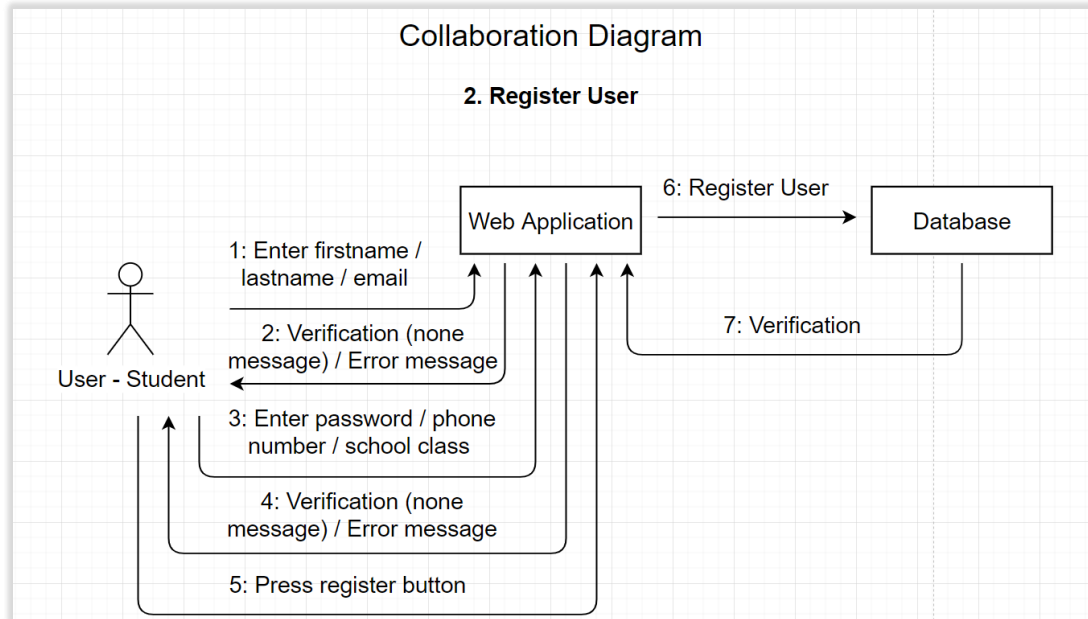 Collaboration Diagram
2. Register User
6: Register User
Web Application
Database
1: Enter firstname /
lastname / email
7: Verification
2: Verification (none
message) / Error message
User - Student
3: Enter password / phone
number / school class
4: Verification (none
message) / Error message
5: Press register button